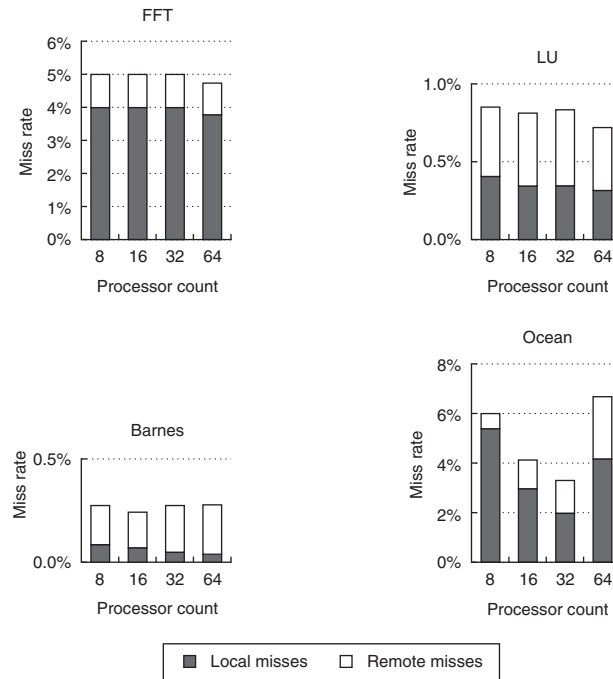 FFT
6%
5%
4%
3%
2%
1%
0%
Miss rate
8 16 32 64
Processor count
LU
1.0%
0.5%
0.0%
Miss rate
8 16 32 64
Processor count
Barnes
0.5%
0.0%
Miss rate
8 16 32 64
Processor count
Ocean
8%
6%
4%
2%
0%
Miss rate
8 16 32 64
Processor count
Local misses Remote misses